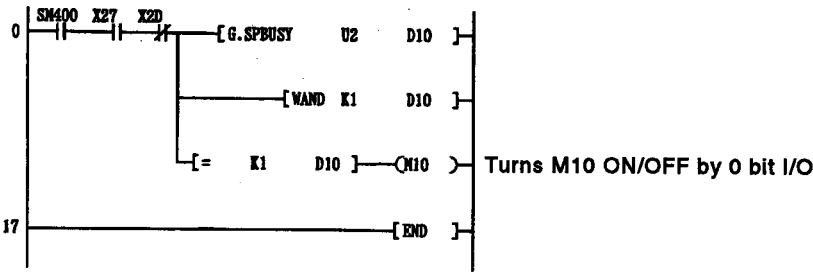 SM400 X27 X2D
0 [ G.SPBUSY U2 D10 ]
[ WAND K1 D10 ]
[ = K1 D10 ] (M10 ) Turns M10 ON/OFF by 0 bit I/O
17 [ END ]